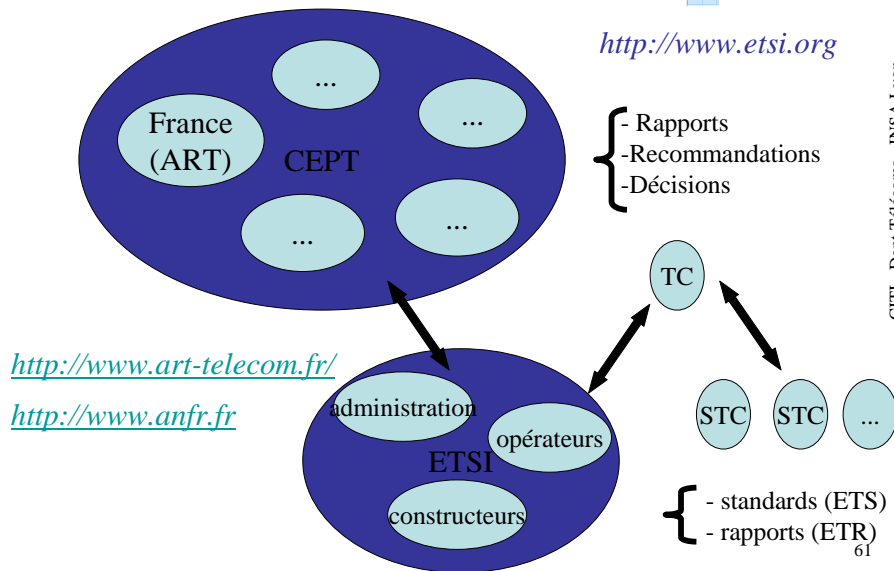 http://www.etsi.org
...
...
France
(ART)
CEPT
...
...
- Rapports
-Recommandations
-Décisions
TC
http://www.art-telecom.fr/
http://www.anfr.fr
administration
opérateurs
ETSI
constructeurs
STC
STC
...
- standards (ETS)
- rapports (ETR)
61